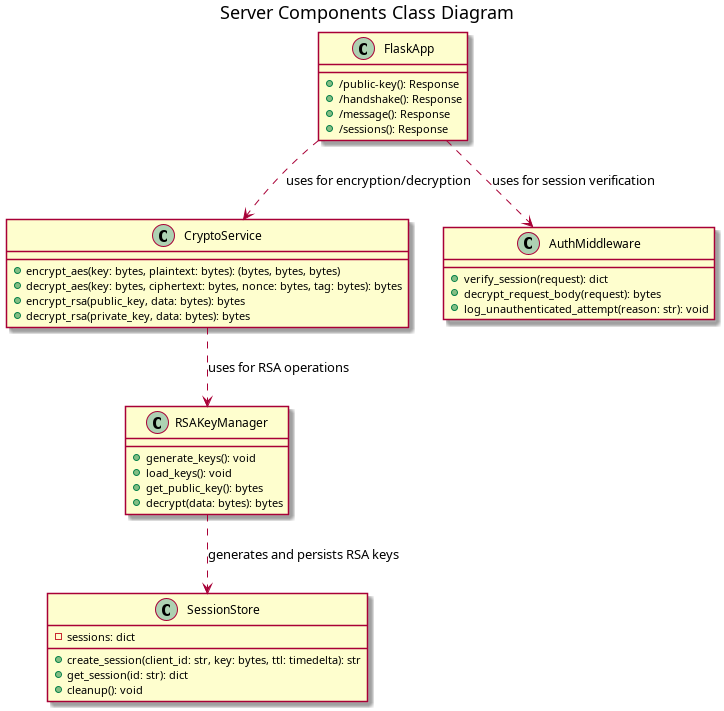 Server Components Class Diagram
C FlaskApp
/public-key(): Response
/handshake(): Response
/message(): Response
/sessions(): Response
uses for encryption/decryption
uses for session verification
C CryptoService
encrypt_aes(key: bytes, plaintext: bytes): (bytes, bytes, bytes)
decrypt_aes(key: bytes, ciphertext: bytes, nonce: bytes, tag: bytes): bytes
encrypt_rsa(public_key, data: bytes): bytes
decrypt_rsa(private_key, data: bytes): bytes
C AuthMiddleware
verify_session(request): dict
decrypt_request_body(request): bytes
log_unauthenticated_attempt(reason: str): void
uses for RSA operations
C RSAKeyManager
generate_keys(): void
load_keys(): void
get_public_key(): bytes
decrypt(data: bytes): bytes
generates and persists RSA keys
C SessionStore
sessions: dict
create_session(client_id: str, key: bytes, ttl: timedelta): str
get_session(id: str): dict
cleanup(): void